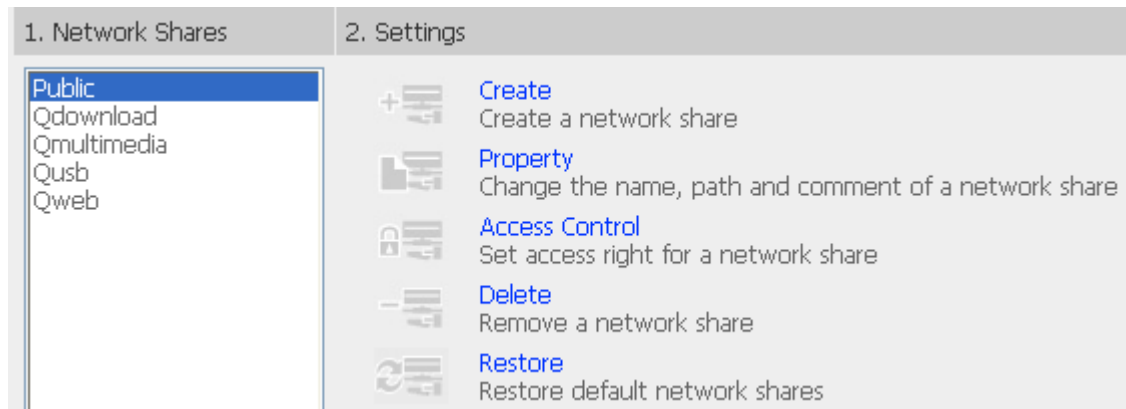 1. Network Shares
2. Settings
Public
Qdownload
Qmultimedia
Qusb
Qweb
Create
Create a network share
Property
Change the name, path and comment of a network share
Access Control
Set access right for a network share
Delete
Remove a network share
Restore
Restore default network shares